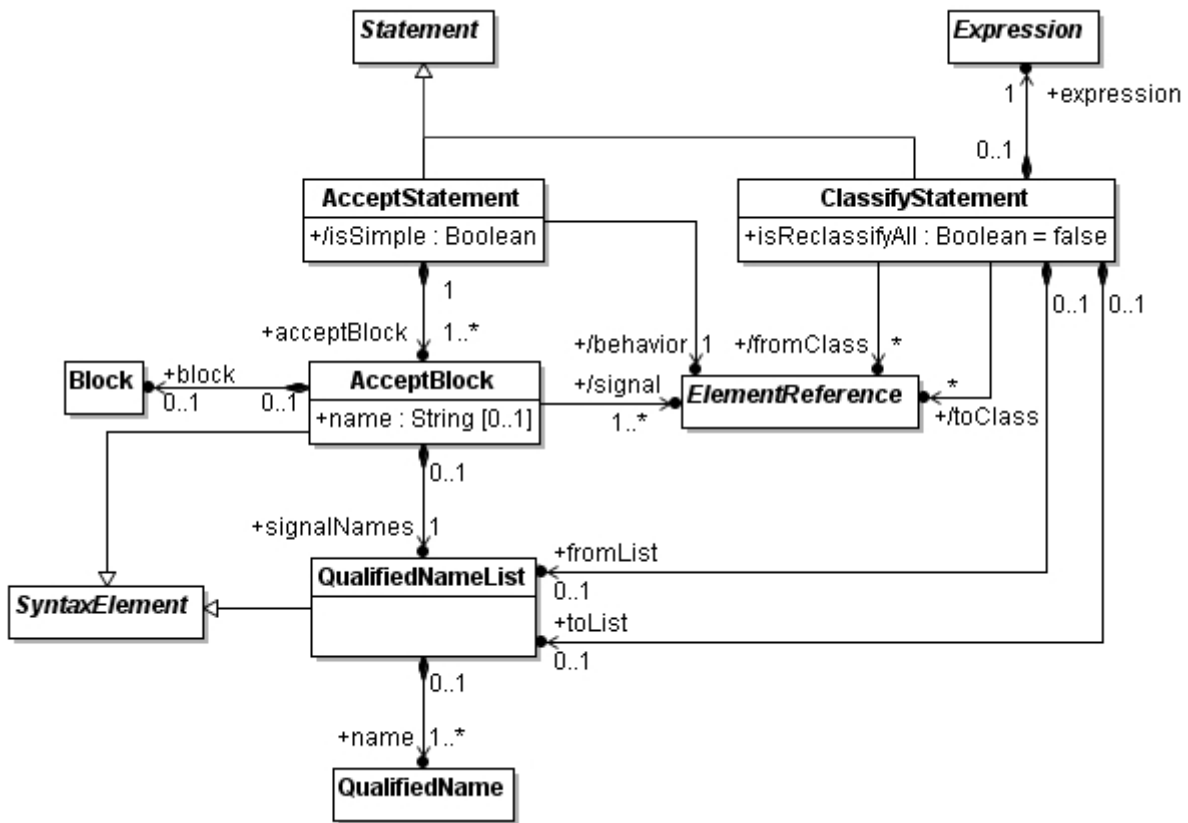 Statement
Expression
1
+expression
0..1
AcceptStatement
+/isSimple : Boolean
ClassifyStatement
+isReclassifyAll : Boolean = false
1
0..1
0..1
+acceptBlock
1..*
+/behavior
1
+/fromClass
*
Block
+block
0..1
0..1
AcceptBlock
+name : String [0..1]
+/signal
1..*
ElementReference
*
+/toClass
0..1
+signalNames
1
QualifiedNameList
+fromList
0..1
+toList
0..1
SyntaxElement
0..1
+name
1..*
QualifiedName